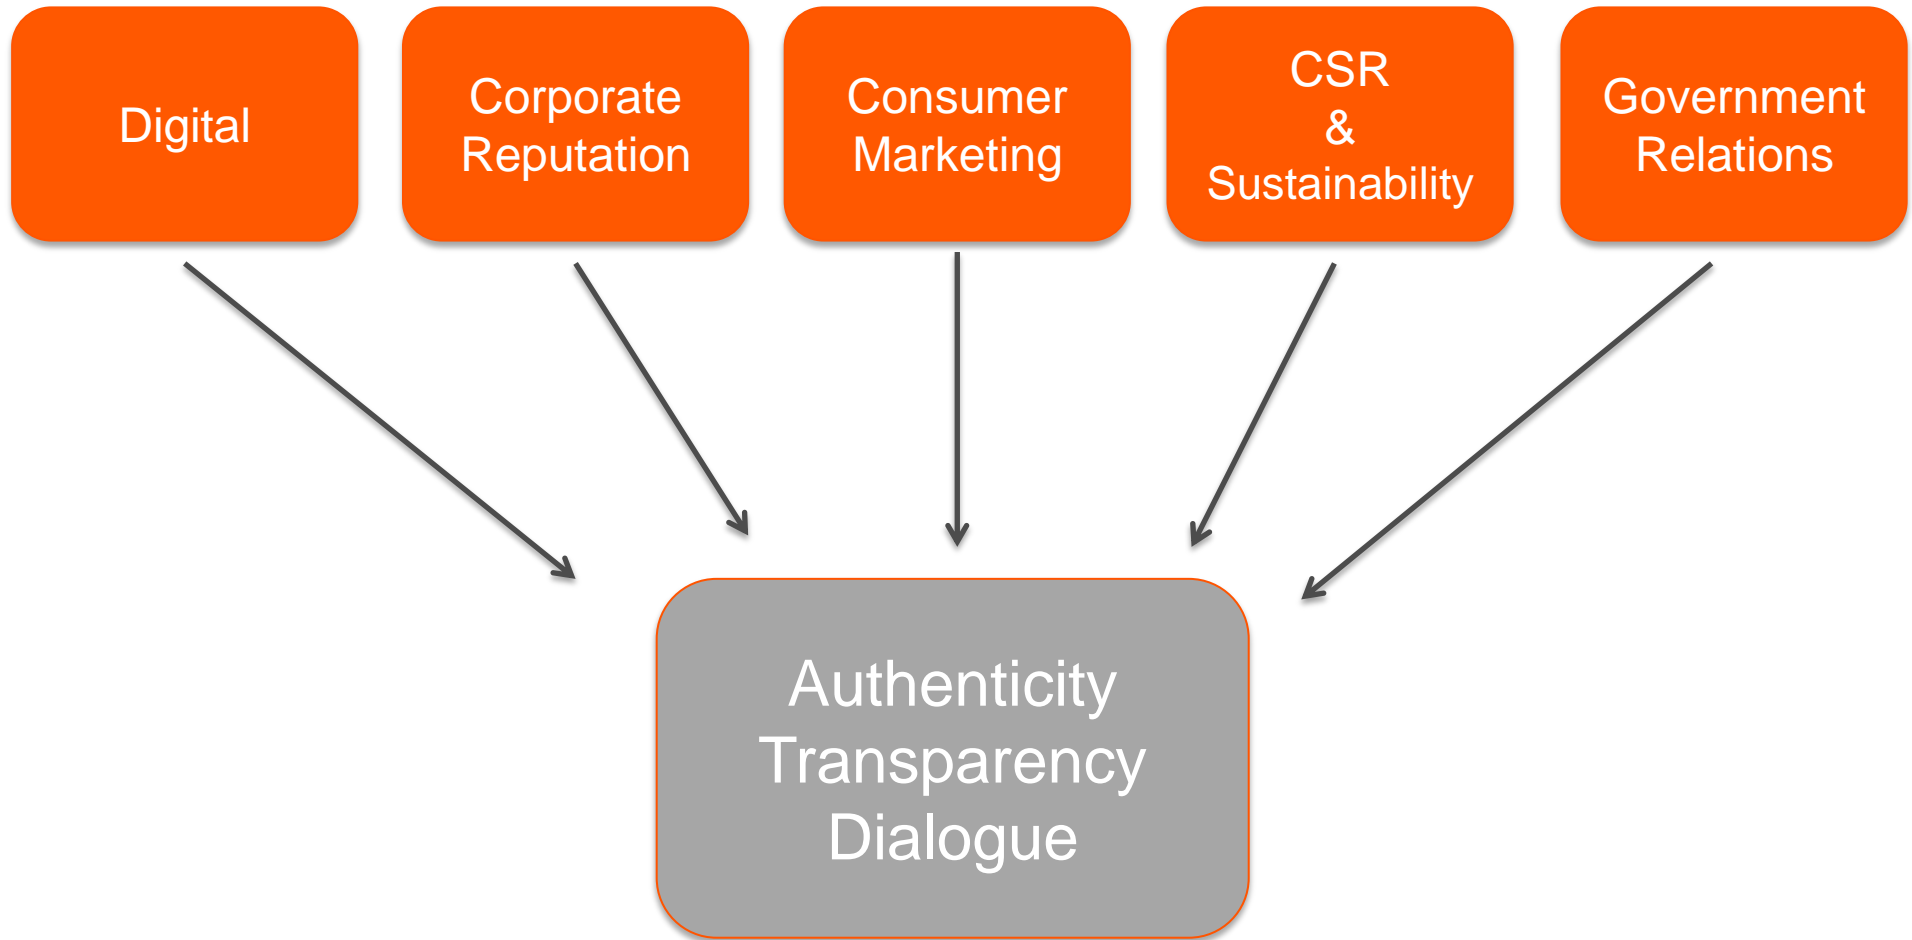 Digital
Corporate
Reputation
Consumer
Marketing
CSR
&
Sustainability
Government
Relations
Authenticity
Transparency
Dialogue